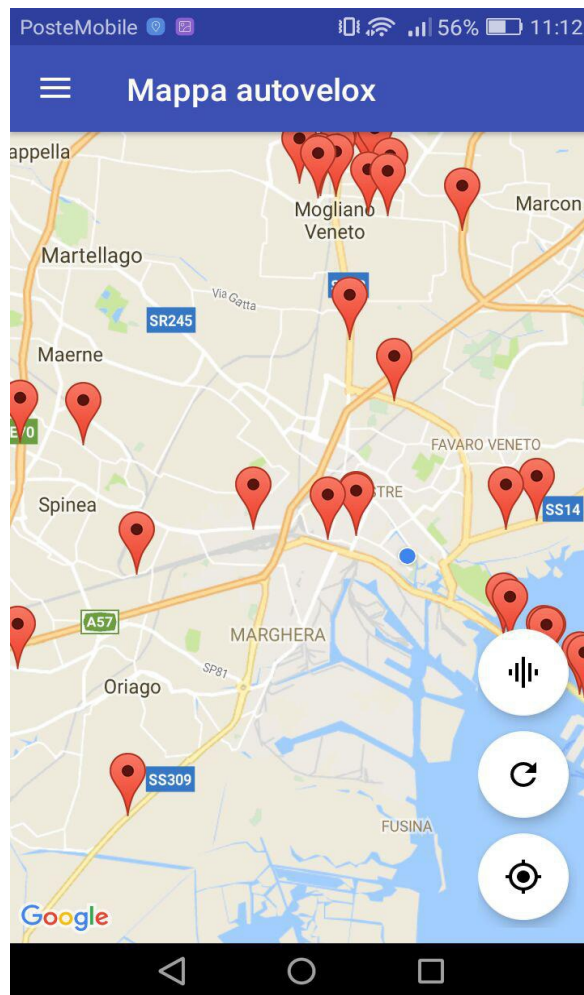 PosteMobile 56% 11:12
Mappa autovelox
appella
Mogliano
Veneto
Marcon
Martellago
Via Gatta
SR245
Maerne
FAVARO VENETO
Spinea
TRE
SS14
A57
MARGHERA
SP81
Oriago
SS309
FUSINA
Google